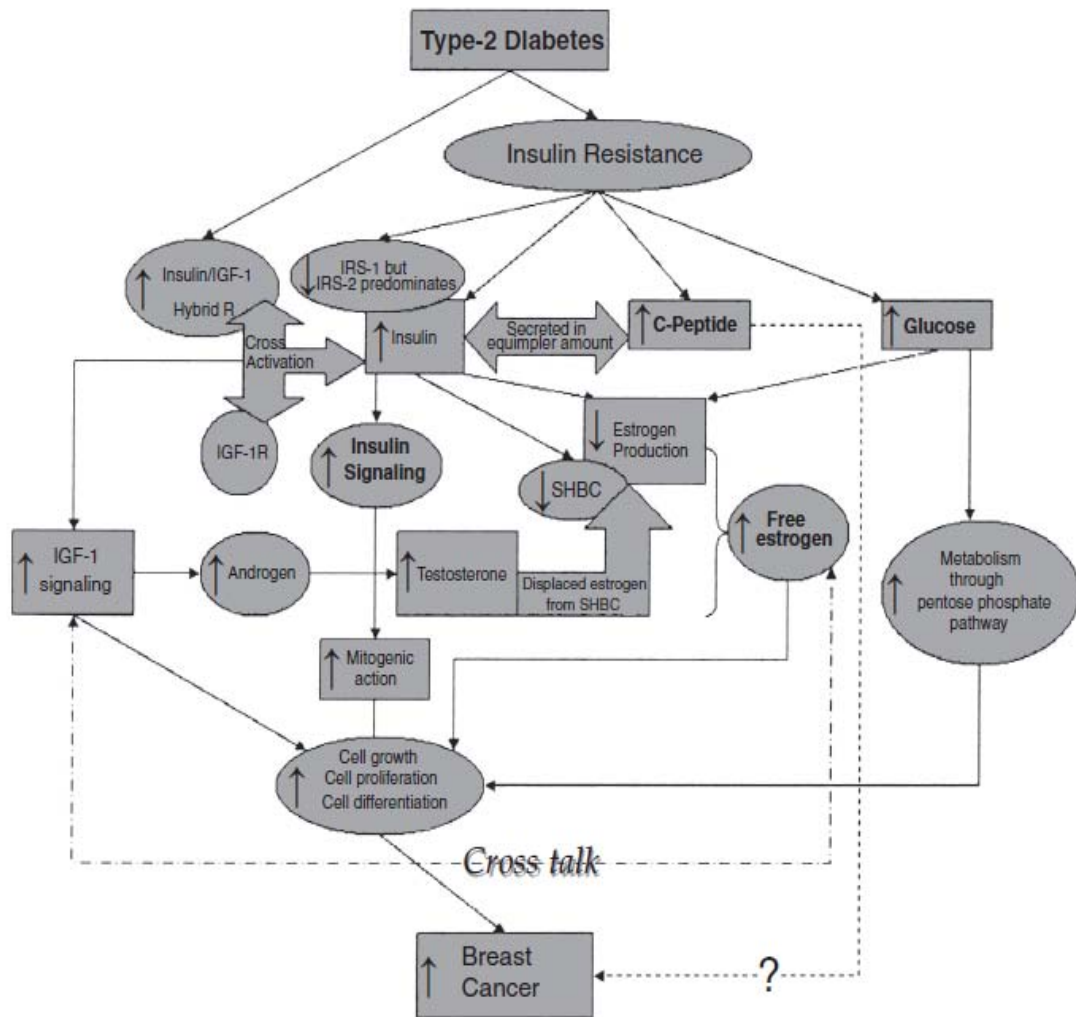 Type-2 Diabetes
Insulin Resistance
Insulin/IGF-1
Hybrid R
IRS-1 but
IRS-2 predominates
Insulin
Cross
Activation
Secreted in
equimpler amount
C-Peptide
Glucose
IGF-1R
Insulin
Signaling
Estrogen
Production
SHBC
Free
estrogen
IGF-1
signaling
Androgen
Testosterone
Displaced estrogen
from SHBC
Metabolism
through
pentose phosphate
pathway
Mitogenic
action
Cell growth
Cell proliferation
Cell differentiation
Cross talk
Breast
Cancer
?